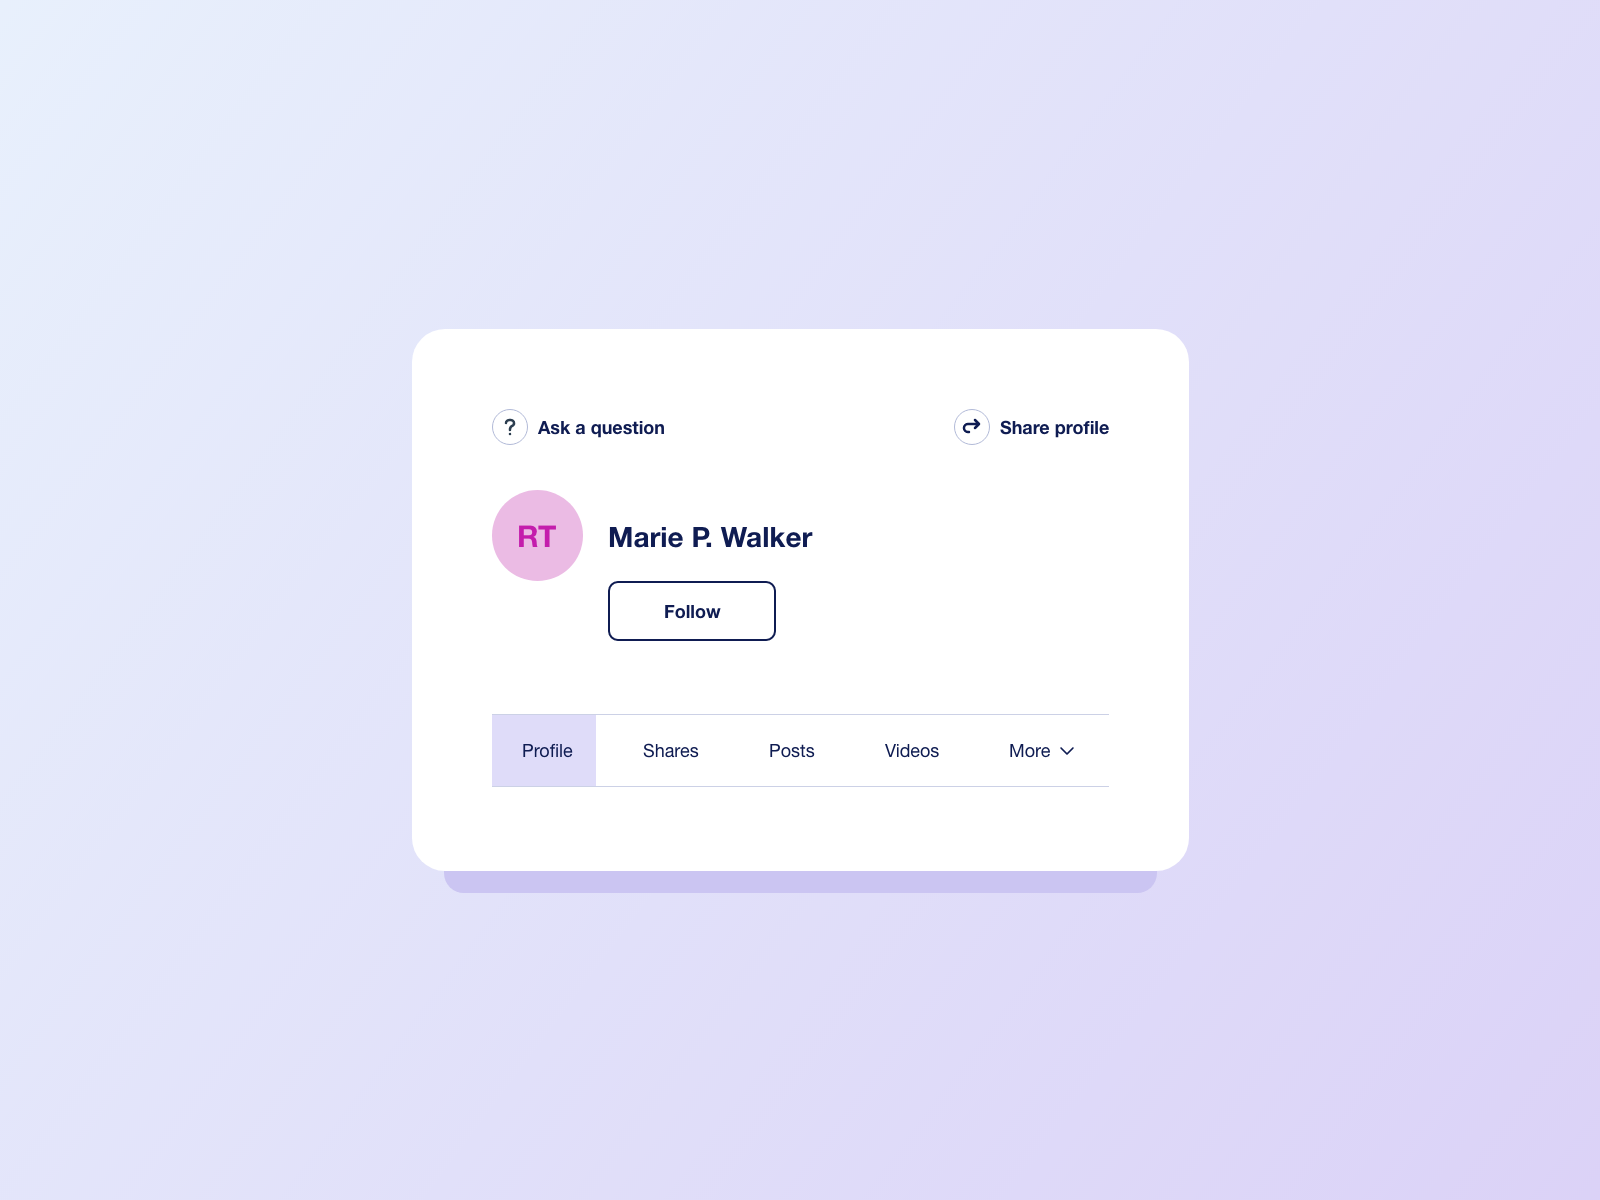 ? Ask a question
Share profile
RT
Marie P. Walker
Follow
Profile Shares Posts Videos More